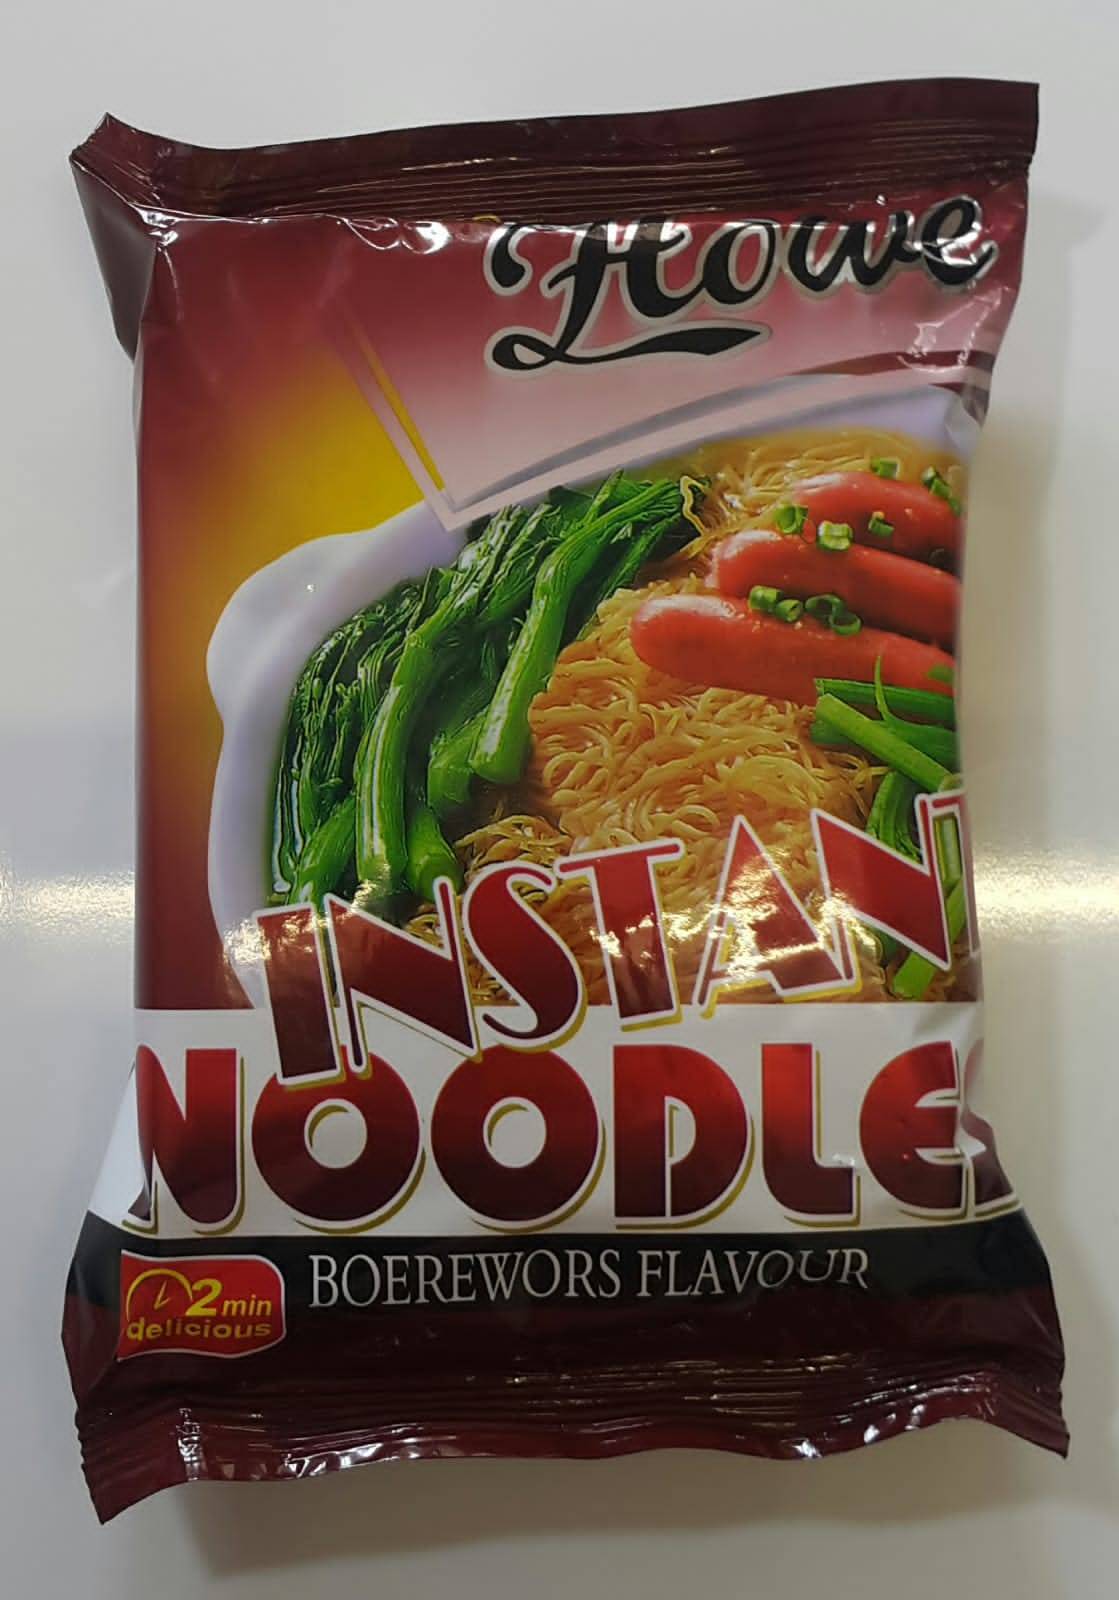 Howe
INSTANT
NOODLES
BOEREWORS FLAVOUR
2 min
delicious